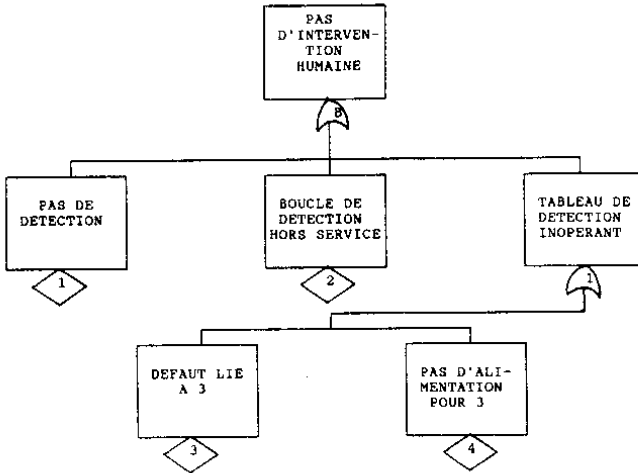 PAS
D'INTERVEN-
TION
HUMAINE
B
PAS DE
DETECTION
1
BOUCLE DE
DETECTION
HORS SERVICE
2
TABLEAU DE
DETECTION
INOPERANT
1
DEFAUT LIE
A 3
3
PAS D'ALI-
MENTATION
POUR 3
4